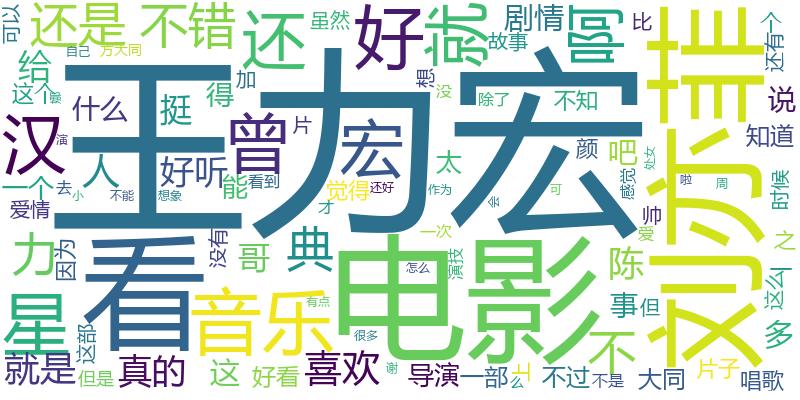 可以
还是
不错
还
虽然
好
就
剧情
故事
啊
比
还有个
菲
自己
方大同
给
这个
加
想
没
除了
不知
说
王力宏
汉
什么
挺
得
曾
片
宏
太
颜
吧
知道
一个
去
演
人
好听
能
看到
觉得
还好
作为
感觉
处女
爱情
小
不能
想象
才
会
可
帅
爱
啦
周
时候
亦
力
因为
看
没有
哥
典
电影
一次
演技
怎么
陈
之
星
这部
音乐
有点
很多
事
但
这么
多
刘
不
就是
但是
真的
这
好看
喜欢
谢
导演
一部
么
上
不过
不是
大同
片子
唱歌